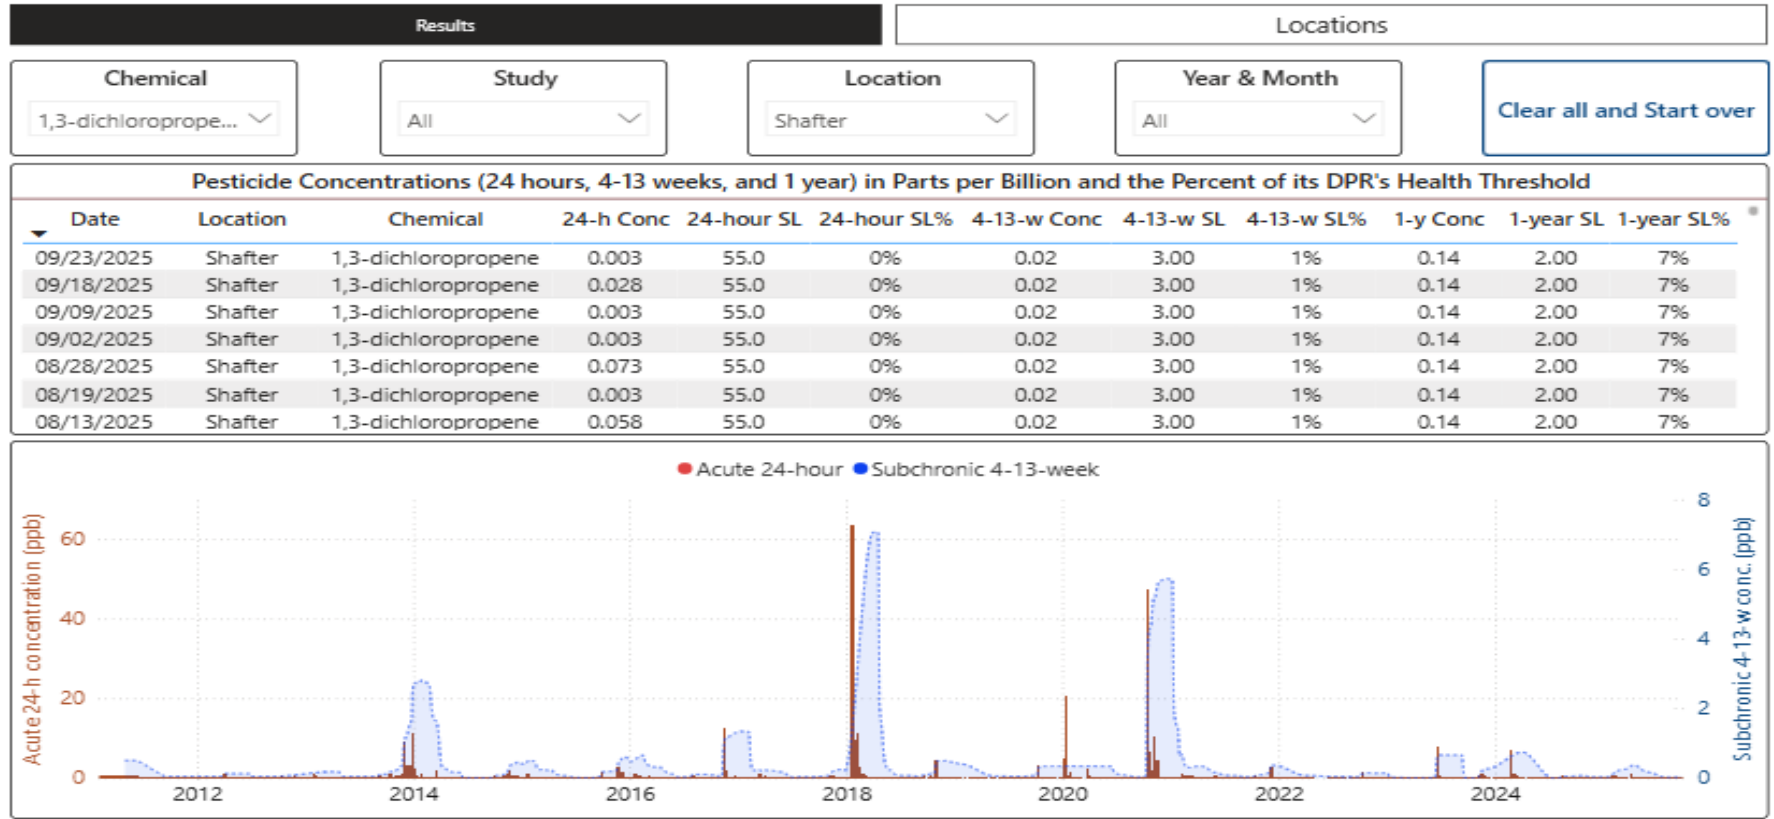 Results Locations
Chemical Study Location Year & Month
1,3-dichloroprope... All Shafter All Clear all and Start over
Pesticide Concentrations (24 hours, 4-13 weeks, and 1 year) in Parts per Billion and the Percent of its DPR's Health Threshold
Date Location Chemical 24-h Conc 24-hour SL 24-hour SL% 4-13-w Conc 4-13-w SL 4-13-w SL% 1-y Conc 1-year SL 1-year SL%
09/23/2025 Shafter 1,3-dichloropropene 0.003 55.0 0% 0.02 3.00 1% 0.14 2.00 7%
09/18/2025 Shafter 1,3-dichloropropene 0.028 55.0 0% 0.02 3.00 1% 0.14 2.00 7%
09/09/2025 Shafter 1,3-dichloropropene 0.003 55.0 0% 0.02 3.00 1% 0.14 2.00 7%
09/02/2025 Shafter 1,3-dichloropropene 0.003 55.0 0% 0.02 3.00 1% 0.14 2.00 7%
08/28/2025 Shafter 1,3-dichloropropene 0.073 55.0 0% 0.02 3.00 1% 0.14 2.00 7%
08/19/2025 Shafter 1,3-dichloropropene 0.003 55.0 0% 0.02 3.00 1% 0.14 2.00 7%
08/13/2025 Shafter 1,3-dichloropropene 0.058 55.0 0% 0.02 3.00 1% 0.14 2.00 7%
Acute 24-hour Subchronic 4-13-week
Acute 24-h concentration (ppb)
60
40
20
0
8
6
4
2
0
Subchronic 4-13-w conc. (ppb)
2012 2014 2016 2018 2020 2022 2024